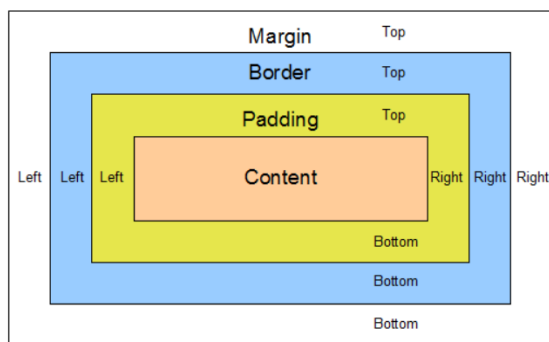 Margin Top
Border Top
Padding Top
Left Left Left Content Right Right Right
Bottom
Bottom
Bottom